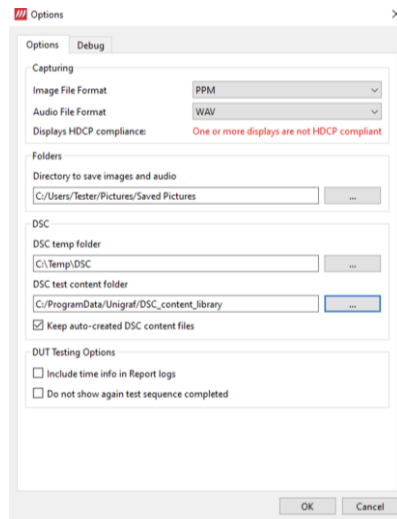 Options
Options Debug
Capturing
Image File Format PPM
Audio File Format WAV
Displays HDCP compliance: One or more displays are not HDCP compliant
Folders
Directory to save images and audio
C:/Users/Tester/Pictures/Saved Pictures ...
DSC
DSC temp folder
C:\Temp\DSC ...
DSC test content folder
C:/ProgramData/Unigraf/DSC_content_library ...
Keep auto-created DSC content files
DUT Testing Options
Include time info in Report logs
Do not show again test sequence completed
OK Cancel